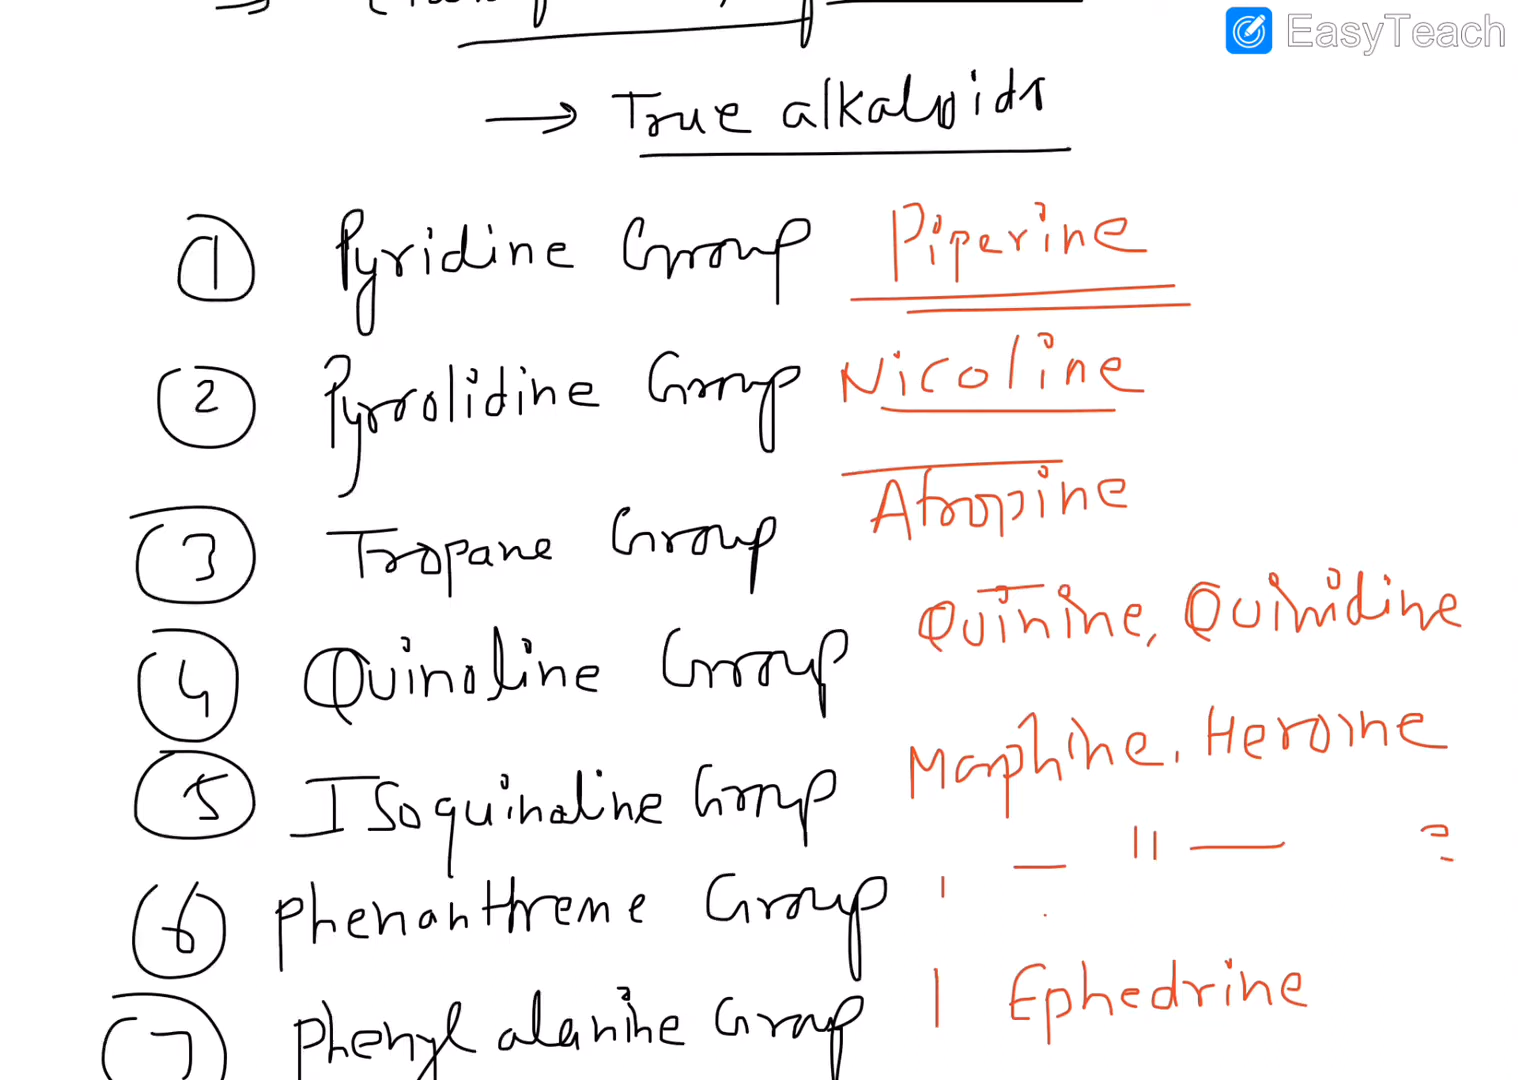 EasyTeach
→ True alkaloids
1 Pyridine Group Piperine
2 Pyrrolidine Group Nicoline
3 Tropane Group Atropine
4 Quinoline Group Quinine, Quinidine
5 Isoquinoline Group Morphine, Heroine
6 Phenanthrene Group — " —
7 Phenyl alanine Group Ephedrine